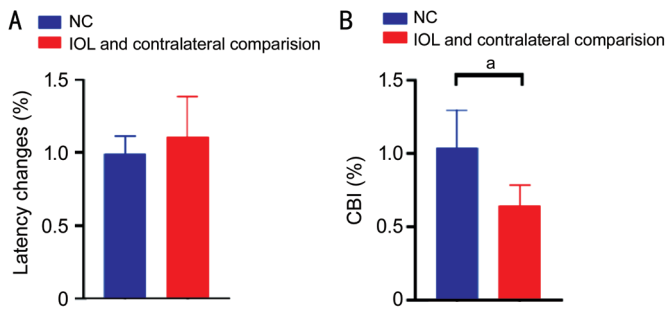 A
NC
IOL and contralateral comparision
Latency changes (%)
1.5
1.0
0.5
0
B
NC
IOL and contralateral comparision
a
CBI (%)
1.5
1.0
0.5
0